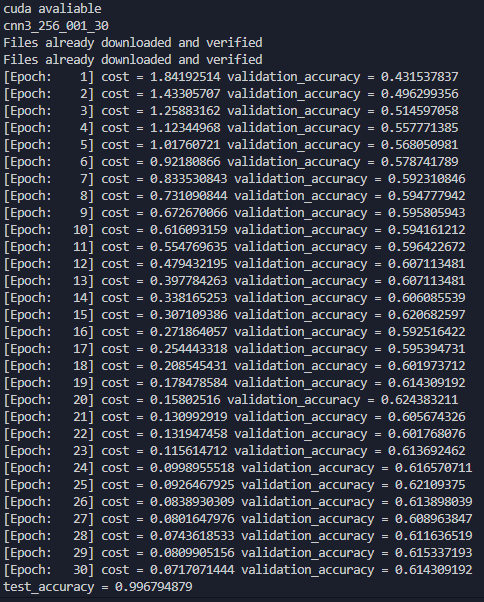 cuda avaliable
cnn3_256_001_30
Files already downloaded and verified
Files already downloaded and verified
[Epoch:    1] cost = 1.84192514 validation_accuracy = 0.431537837
[Epoch:    2] cost = 1.43305707 validation_accuracy = 0.496299356
[Epoch:    3] cost = 1.25883162 validation_accuracy = 0.514597058
[Epoch:    4] cost = 1.12344968 validation_accuracy = 0.557771385
[Epoch:    5] cost = 1.01760721 validation_accuracy = 0.568050981
[Epoch:    6] cost = 0.92180866 validation_accuracy = 0.578741789
[Epoch:    7] cost = 0.833530843 validation_accuracy = 0.592310846
[Epoch:    8] cost = 0.731090844 validation_accuracy = 0.594777942
[Epoch:    9] cost = 0.672670066 validation_accuracy = 0.595805943
[Epoch:   10] cost = 0.616093159 validation_accuracy = 0.594161212
[Epoch:   11] cost = 0.554769635 validation_accuracy = 0.596422672
[Epoch:   12] cost = 0.479432195 validation_accuracy = 0.607113481
[Epoch:   13] cost = 0.397784263 validation_accuracy = 0.607113481
[Epoch:   14] cost = 0.338165253 validation_accuracy = 0.606085539
[Epoch:   15] cost = 0.307109386 validation_accuracy = 0.620682597
[Epoch:   16] cost = 0.271864057 validation_accuracy = 0.592516422
[Epoch:   17] cost = 0.254443318 validation_accuracy = 0.595394731
[Epoch:   18] cost = 0.208545431 validation_accuracy = 0.601973712
[Epoch:   19] cost = 0.178478584 validation_accuracy = 0.614309192
[Epoch:   20] cost = 0.15802516 validation_accuracy = 0.624383211
[Epoch:   21] cost = 0.130992919 validation_accuracy = 0.605674326
[Epoch:   22] cost = 0.131947458 validation_accuracy = 0.601768076
[Epoch:   23] cost = 0.115614712 validation_accuracy = 0.613692462
[Epoch:   24] cost = 0.0998955518 validation_accuracy = 0.616570711
[Epoch:   25] cost = 0.0926467925 validation_accuracy = 0.62109375
[Epoch:   26] cost = 0.0838930309 validation_accuracy = 0.613898039
[Epoch:   27] cost = 0.0801647976 validation_accuracy = 0.608963847
[Epoch:   28] cost = 0.0743618533 validation_accuracy = 0.611636519
[Epoch:   29] cost = 0.0809905156 validation_accuracy = 0.615337193
[Epoch:   30] cost = 0.0717071444 validation_accuracy = 0.614309192
test_accuracy = 0.996794879